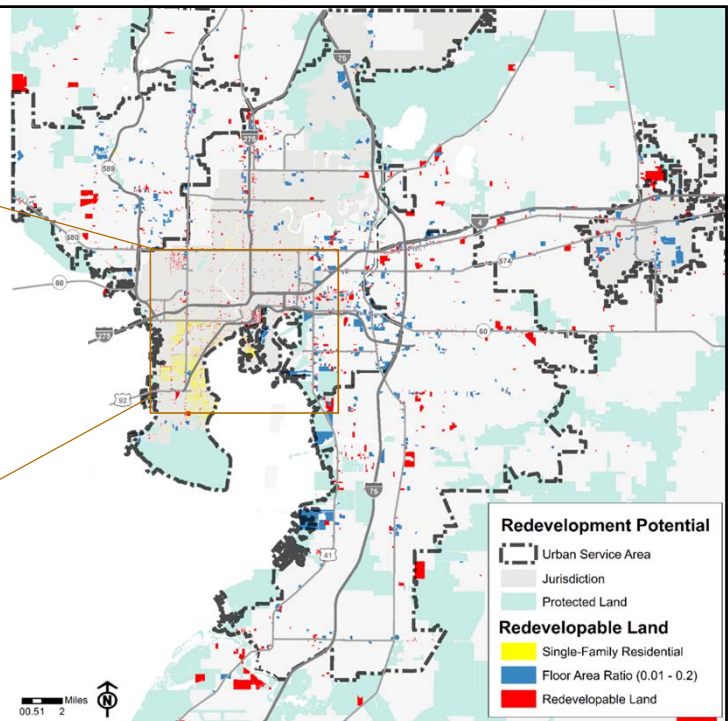 75
275
589
580
4
574
60
60
275
92
75
41
Redevelopment Potential
Urban Service Area
Jurisdiction
Protected Land
Redevelopable Land
Single-Family Residential
Floor Area Ratio (0.01 - 0.2)
Redevelopable Land
Miles
00.51 2
N